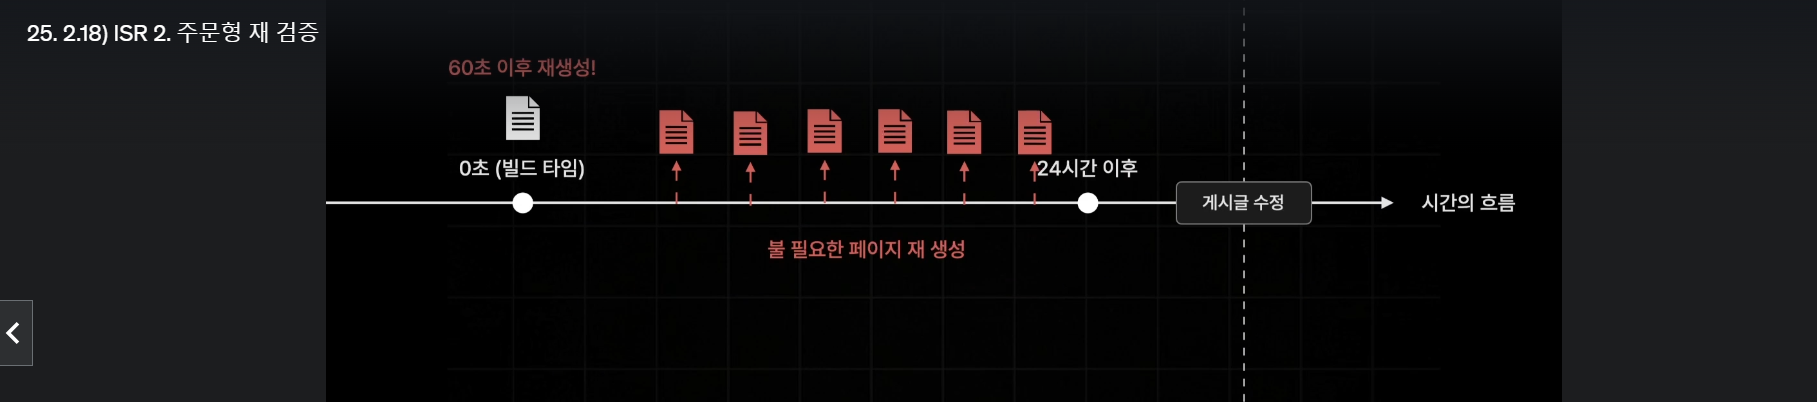 25. 2.18) ISR 2. 주문형 재 검증
60초 이후 재생성!
0초 (빌드 타임)
24시간 이후
게시글 수정
시간의 흐름
불 필요한 페이지 재 생성